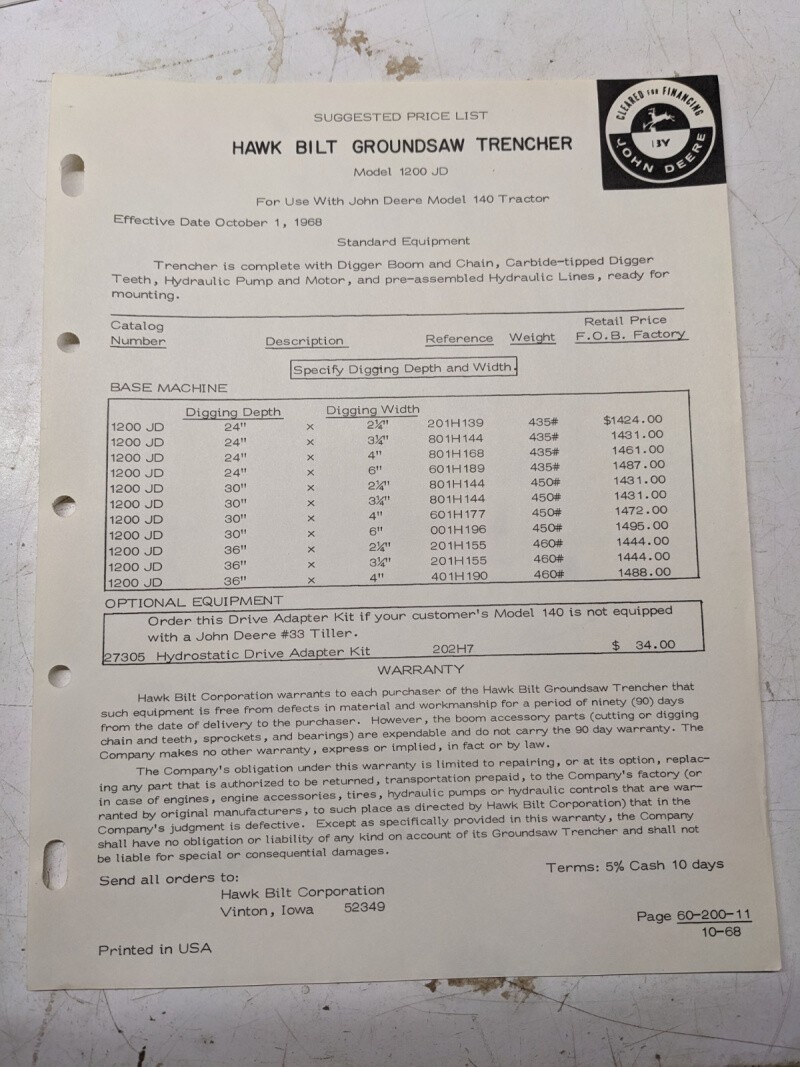 SUGGESTED PRICE LIST
CLEARED FOR FINANCING
BY
JOHN DEERE
HAWK BILT GROUNDSAW TRENCHER
Model 1200 JD
For Use With John Deere Model 140 Tractor
Effective Date October 1, 1968
Standard Equipment
Trencher is complete with Digger Boom and Chain, Carbide-tipped Digger
Teeth, Hydraulic Pump and Motor, and pre-assembled Hydraulic Lines, ready for
mounting.
Catalog Number Description Reference Weight Retail Price F.O.B. Factory
Specify Digging Depth and Width.
BASE MACHINE
Digging Depth Digging Width
1200 JD 24" x 2¼" 201H139 435# $1424.00
1200 JD 24" x 3¼" 801H144 435# 1431.00
1200 JD 24" x 4" 801H168 435# 1461.00
1200 JD 24" x 6" 601H189 435# 1487.00
1200 JD 30" x 2¼" 801H144 450# 1431.00
1200 JD 30" x 3¼" 801H144 450# 1431.00
1200 JD 30" x 4" 601H177 450# 1472.00
1200 JD 30" x 6" 001H196 450# 1495.00
1200 JD 36" x 2¼" 201H155 460# 1444.00
1200 JD 36" x 3¼" 201H155 460# 1444.00
1200 JD 36" x 4" 401H190 460# 1488.00
OPTIONAL EQUIPMENT
Order this Drive Adapter Kit if your customer's Model 140 is not equipped
with a John Deere #33 Tiller.
27305 Hydrostatic Drive Adapter Kit 202H7 $ 34.00
WARRANTY
Hawk Bilt Corporation warrants to each purchaser of the Hawk Bilt Groundsaw Trencher that
such equipment is free from defects in material and workmanship for a period of ninety (90) days
from the date of delivery to the purchaser. However, the boom accessory parts (cutting or digging
chain and teeth, sprockets, and bearings) are expendable and do not carry the 90 day warranty. The
Company makes no other warranty, express or implied, in fact or by law.
The Company's obligation under this warranty is limited to repairing, or at its option, replac-
ing any part that is authorized to be returned, transportation prepaid, to the Company's factory (or
in case of engines, engine accessories, tires, hydraulic pumps or hydraulic controls that are war-
ranted by original manufacturers, to such place as directed by Hawk Bilt Corporation) that in the
Company's judgment is defective. Except as specifically provided in this warranty, the Company
shall have no obligation or liability of any kind on account of its Groundsaw Trencher and shall not
be liable for special or consequential damages.
Send all orders to:
Terms: 5% Cash 10 days
Hawk Bilt Corporation
Vinton, Iowa 52349
Page 60-200-11
10-68
Printed in USA